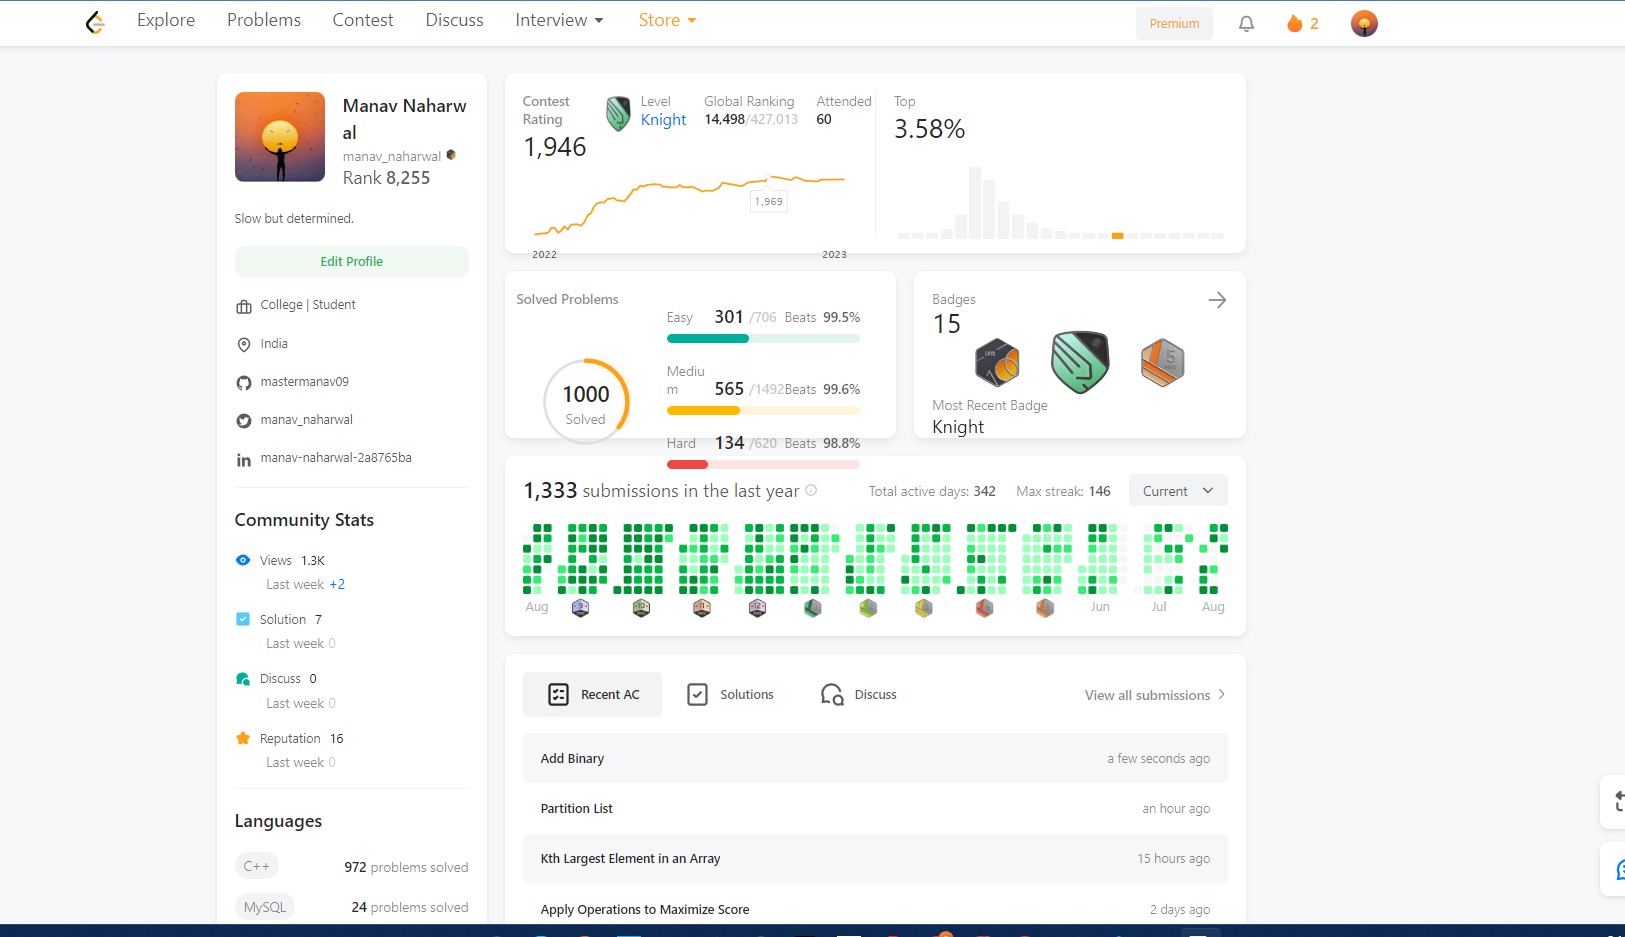 Explore Problems Contest Discuss Interview Store Premium 2
Manav Naharw
al
manav_naharwal
Rank 8,255
Slow but determined.
Edit Profile
College | Student
India
mastermanav09
manav_naharwal
manav-naharwal-2a8765ba
Community Stats
Views 1.3K
Last week +2
Solution 7
Last week 0
Discuss 0
Last week 0
Reputation 16
Last week 0
Languages
C++ 972 problems solved
MySQL 24 problems solved
Contest
Rating
1,946
Level
Knight
Global Ranking
14,498/427,013
Attended
60
1,969
2022 2023
Top
3.58%
Solved Problems
1000
Solved
Easy 301 /706 Beats 99.5%
Mediu
m 565 /1492 Beats 99.6%
Hard 134 /620 Beats 98.8%
Badges
15
Most Recent Badge
Knight
1,333 submissions in the last year Total active days: 342 Max streak: 146 Current
Aug Jun Jul Aug
Recent AC Solutions Discuss View all submissions
Add Binary a few seconds ago
Partition List an hour ago
Kth Largest Element in an Array 15 hours ago
Apply Operations to Maximize Score 2 days ago